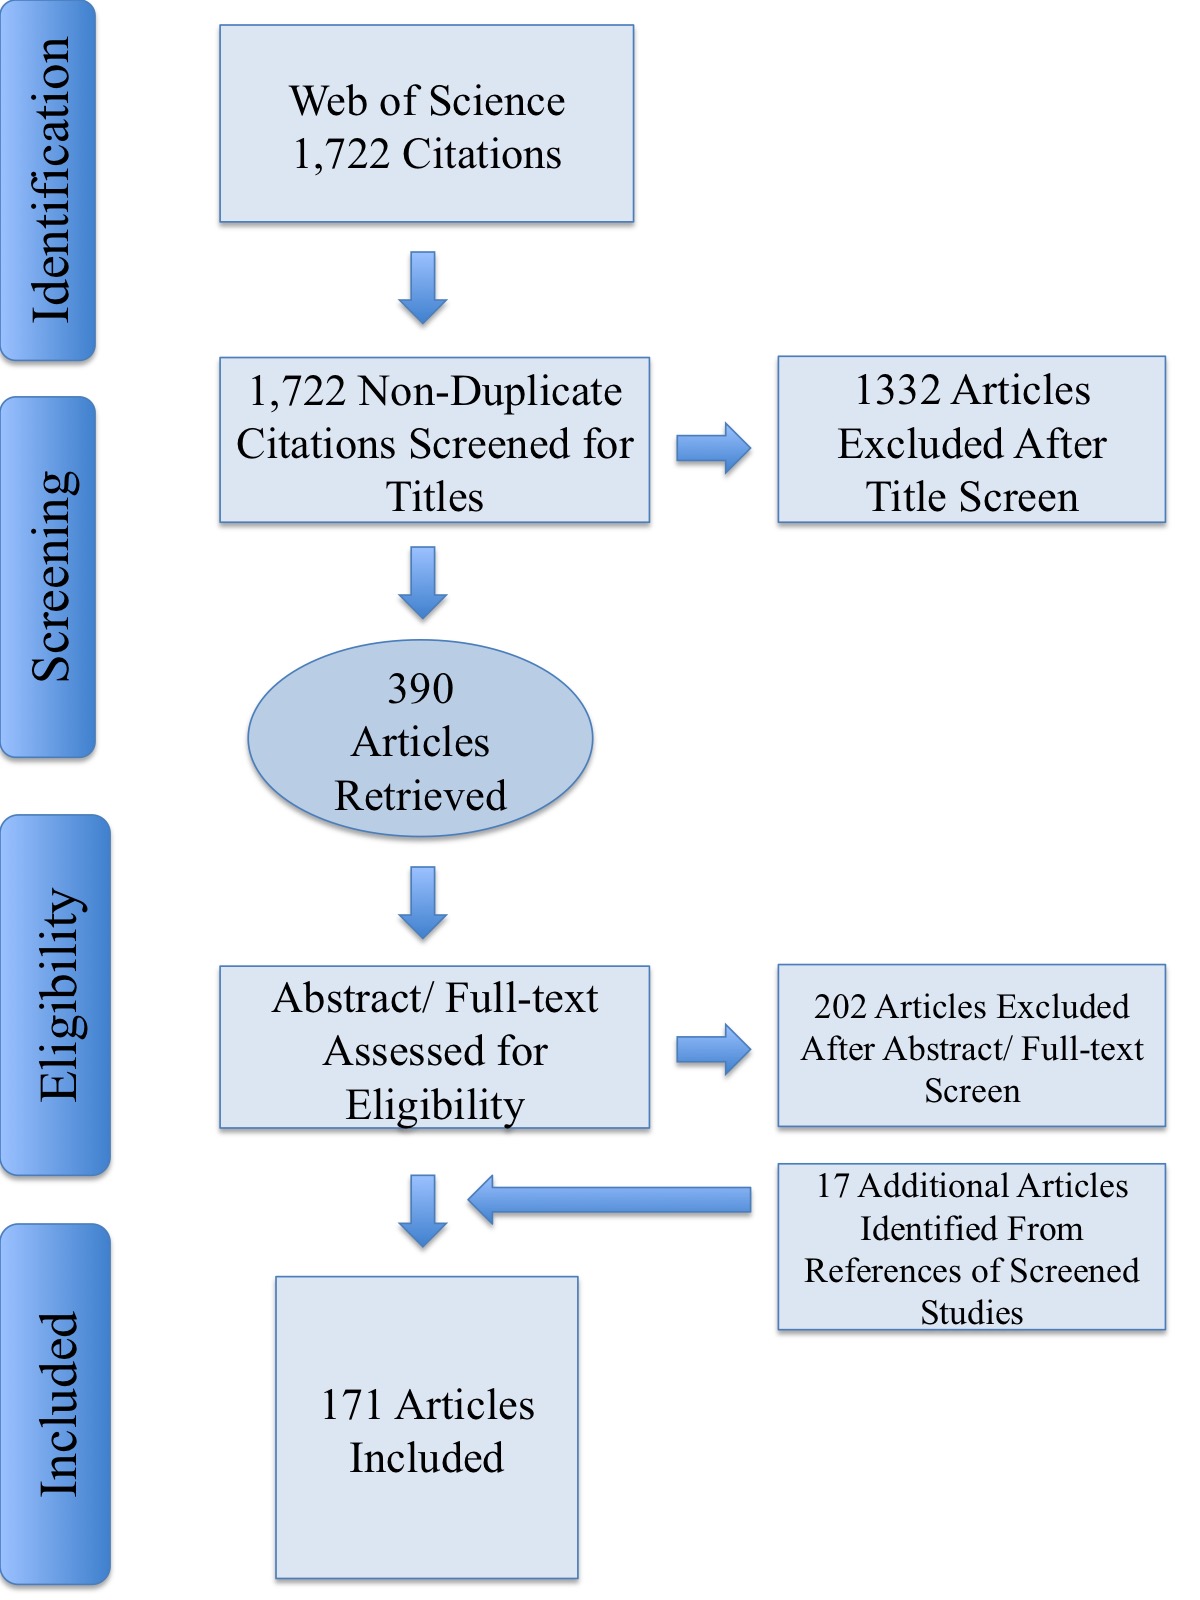 Identification
Web of Science
1,722 Citations
Screening
1,722 Non-Duplicate
Citations Screened for
Titles
1332 Articles
Excluded After
Title Screen
390
Articles
Retrieved
Eligibility
Abstract/ Full-text
Assessed for
Eligibility
202 Articles Excluded
After Abstract/ Full-text
Screen
17 Additional Articles
Identified From
References of Screened
Studies
Included
171 Articles
Included